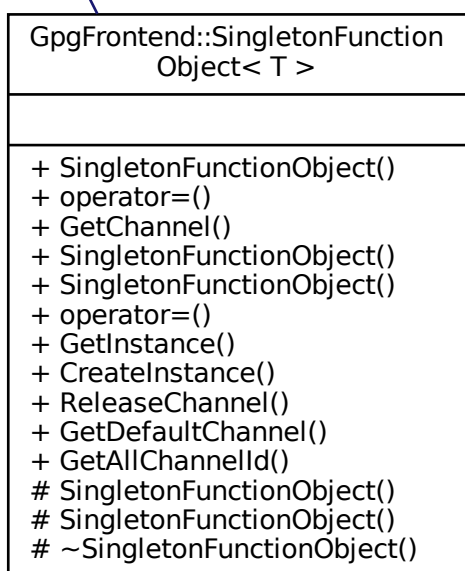 GpgFrontend::SingletonFunction
Object< T >
+ SingletonFunctionObject()
+ operator=()
+ GetChannel()
+ SingletonFunctionObject()
+ SingletonFunctionObject()
+ operator=()
+ GetInstance()
+ CreateInstance()
+ ReleaseChannel()
+ GetDefaultChannel()
+ GetAllChannelId()
# SingletonFunctionObject()
# SingletonFunctionObject()
# ~SingletonFunctionObject()